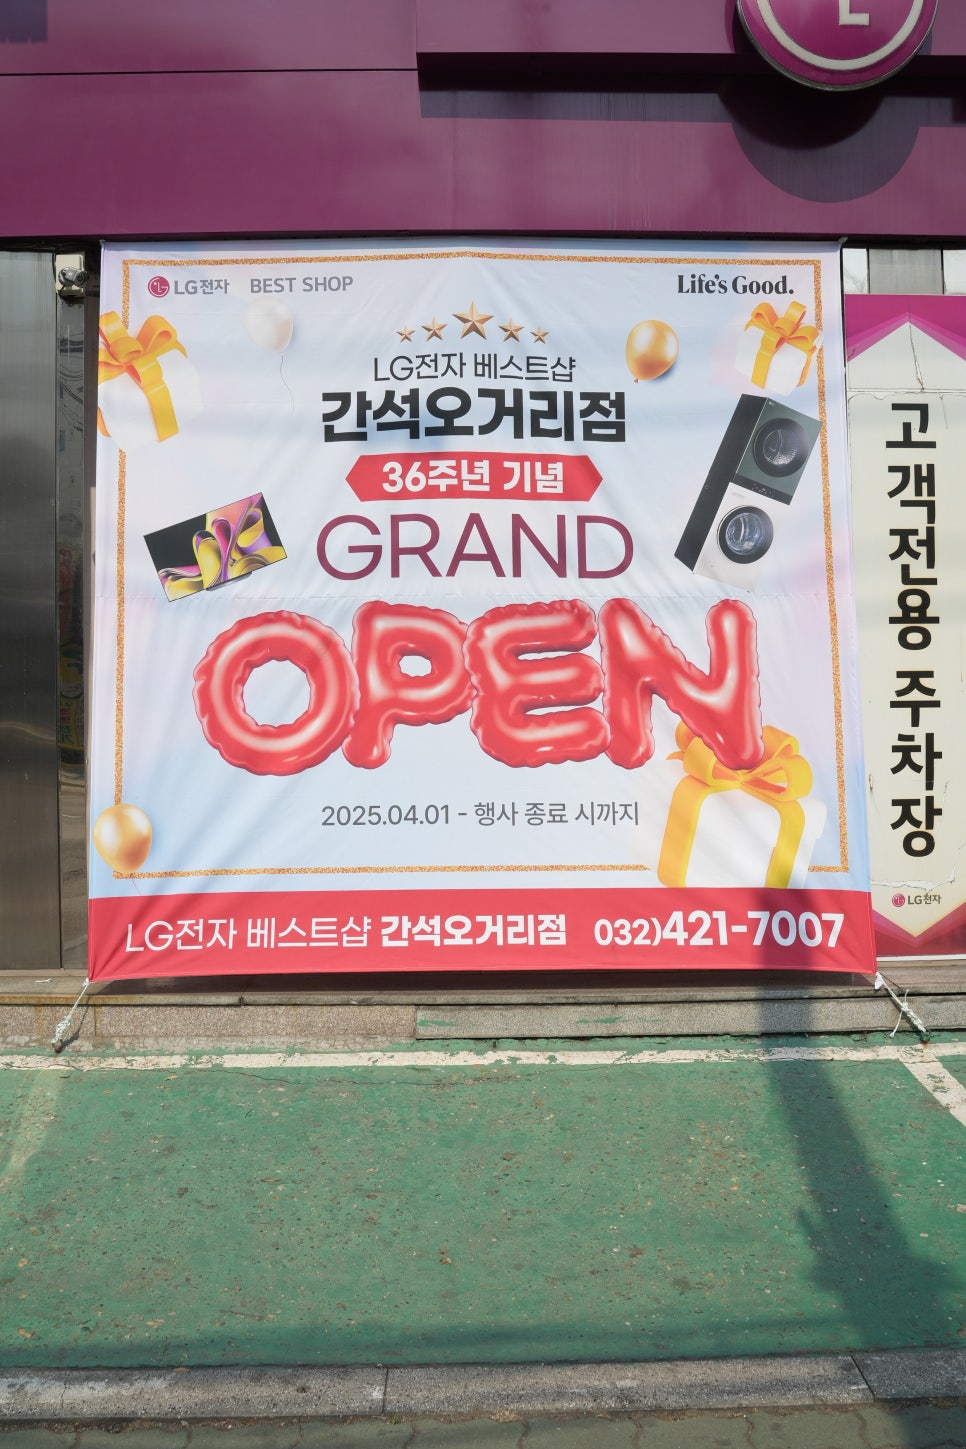 LG전자 BEST SHOP
Life's Good.
LG전자 베스트샵
간석오거리점
36주년 기념
GRAND
OPEN
2025.04.01 - 행사 종료 시까지
LG전자 베스트샵 간석오거리점 032)421-7007
고객전용 주차장
LG전자
L